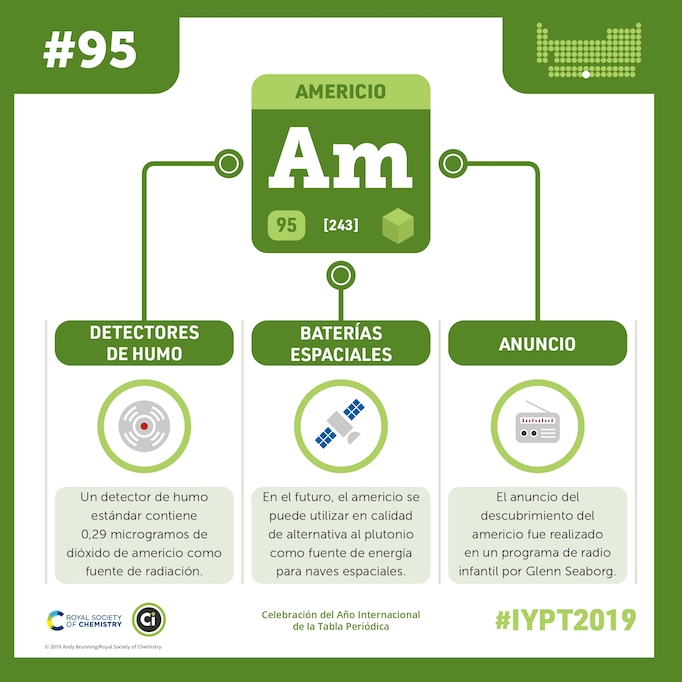 #95
AMERICIO
Am
95 [243]
DETECTORES
DE HUMO
BATERÍAS
ESPACIALES
ANUNCIO
Un detector de humo
estándar contiene
0,29 microgramos de
dióxido de americio como
fuente de radiación.
En el futuro, el americio se
puede utilizar en calidad
de alternativa al plutonio
como fuente de energía
para naves espaciales.
El anuncio del
descubrimiento del
americio fue realizado
en un programa de radio
infantil por Glenn Seaborg.
ROYAL SOCIETY
OF CHEMISTRY
Ci
Celebración del Año Internacional
de la Tabla Periódica
#IYPT2019
© 2019 Andy Brunning/Royal Society of Chemistry